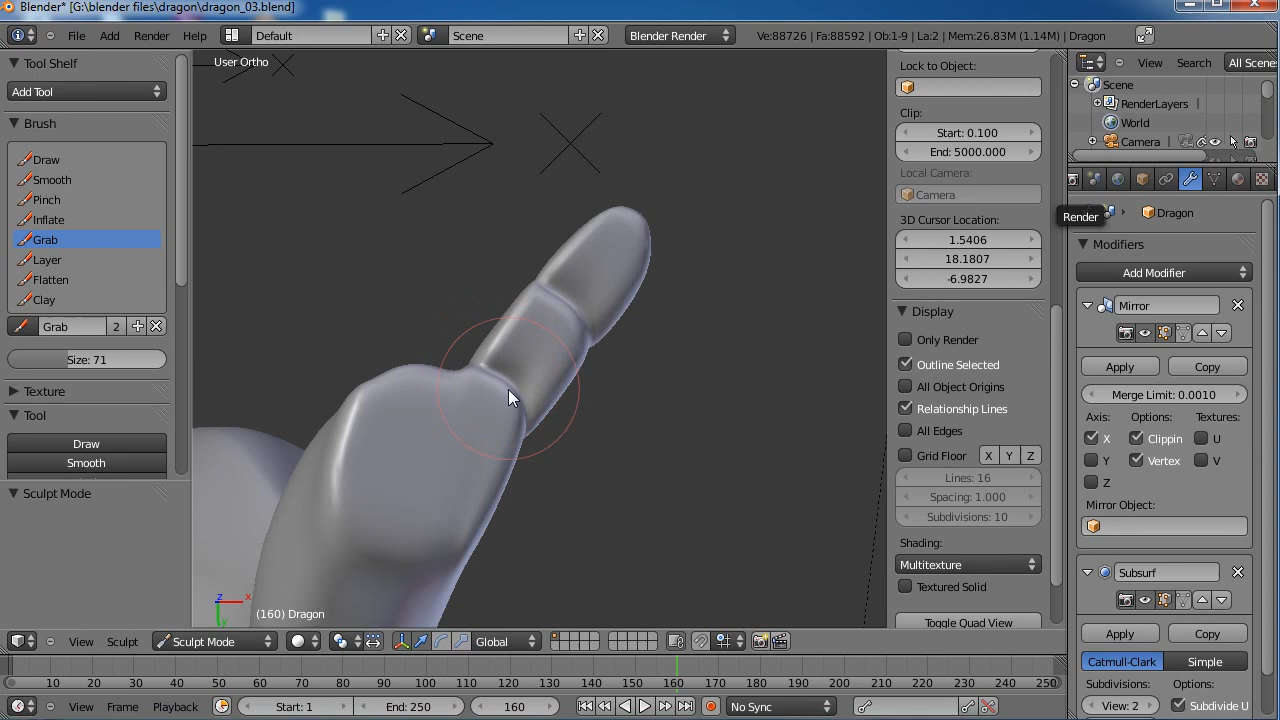 Blender* [G:\blender files\dragon\dragon_03.blend]
File Add Render Help Default Scene Blender Render Ve:88726 | Fa:88592 | Ob:1-9 | La:2 | Mem:26.83M (1.14M) | Dragon
Tool Shelf
Add Tool
Brush
Draw
Smooth
Pinch
Inflate
Grab
Layer
Flatten
Clay
Grab 2
Size: 71
Texture
Tool
Draw
Smooth
Sculpt Mode
User Ortho
(160) Dragon
z x
y
Lock to Object:
Clip:
Start: 0.100
End: 5000.000
Local Camera:
Camera
3D Cursor Location:
1.5406
18.1807
-6.9827
Display
Only Render
Outline Selected
All Object Origins
Relationship Lines
All Edges
Grid Floor X Y Z
Lines: 16
Spacing: 1.000
Subdivisions: 10
Shading:
Multitexture
Textured Solid
Toggle Quad View
View Search All Scene
Scene
RenderLayers
World
Camera
Render
Dragon
Modifiers
Add Modifier
Mirror
Apply Copy
Merge Limit: 0.0010
Axis: Options: Textures:
X Clippin U
Y Vertex V
Z
Mirror Object:
Subsurf
Apply Copy
Catmull-Clark Simple
Subdivisions: Options:
View: 2 Subdivide U
View Sculpt Sculpt Mode Global
10 20 30 40 50 60 70 80 90 100 110 120 130 140 150 160 170 180 190 200 210 220 230 240 250
View Frame Playback Start: 1 End: 250 160 No Sync